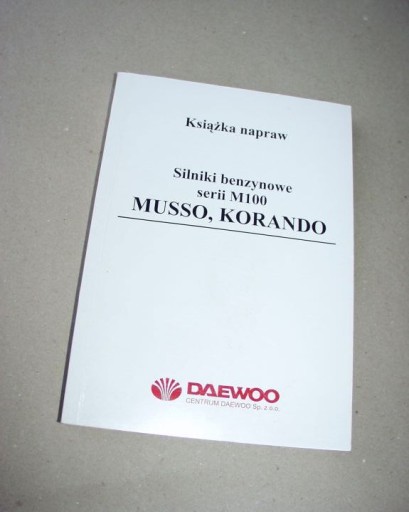 Książka napraw
Silniki benzynowe
serii M100
MUSSO, KORANDO
DAEWOO
CENTRUM DAEWOO Sp. z o.o.